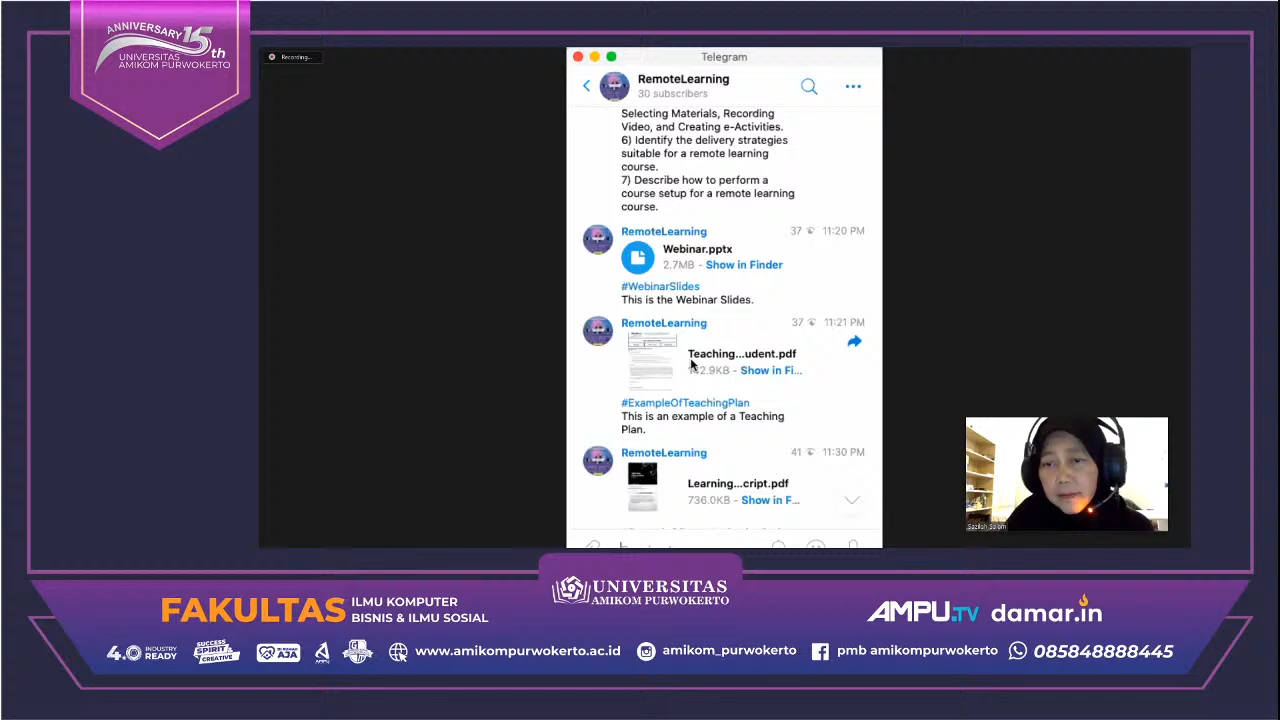 ANNIVERSARY 15th
UNIVERSITAS
AMIKOM PURWOKERTO
Recording...
Telegram
RemoteLearning
30 subscribers
Selecting Materials, Recording
Video, and Creating e-Activities.
6) Identify the delivery strategies
suitable for a remote learning
course.
7) Describe how to perform a
course setup for a remote learning
course.
RemoteLearning 37 11:20 PM
Webinar.pptx
2.7MB - Show in Finder
#WebinarSlides
This is the Webinar Slides.
RemoteLearning 37 11:21 PM
Teaching...udent.pdf
42.9KB - Show in Fi...
#ExampleOfTeachingPlan
This is an example of a Teaching
Plan.
RemoteLearning 41 11:30 PM
Learning...cript.pdf
736.0KB - Show in F...
Sazilah Salam
UNIVERSITAS
AMIKOM PURWOKERTO
FAKULTAS
ILMU KOMPUTER
BISNIS & ILMU SOSIAL
AMPU.TV damar.in
4.0 INDUSTRY READY
SUCCESS SPIRIT CREATIVE
AJA
www.amikompurwokerto.ac.id
amikom_purwokerto
pmb amikompurwokerto
085848888445